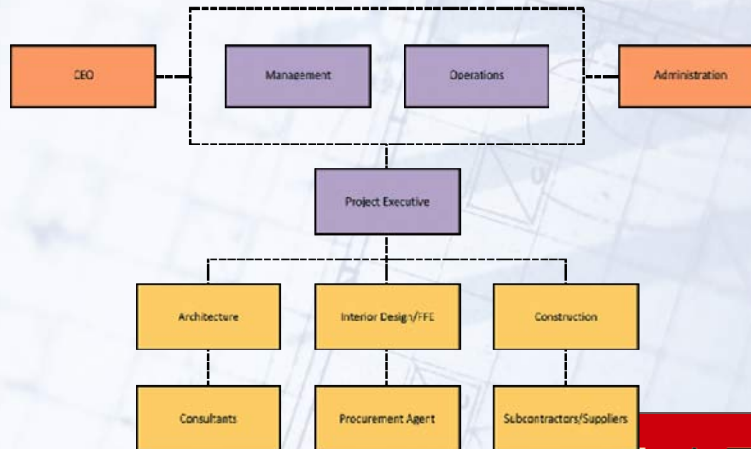 CEO
Management
Operations
Administration
Project Executive
Architecture
Interior Design/FFE
Construction
Consultants
Procurement Agent
Subcontractors/Suppliers